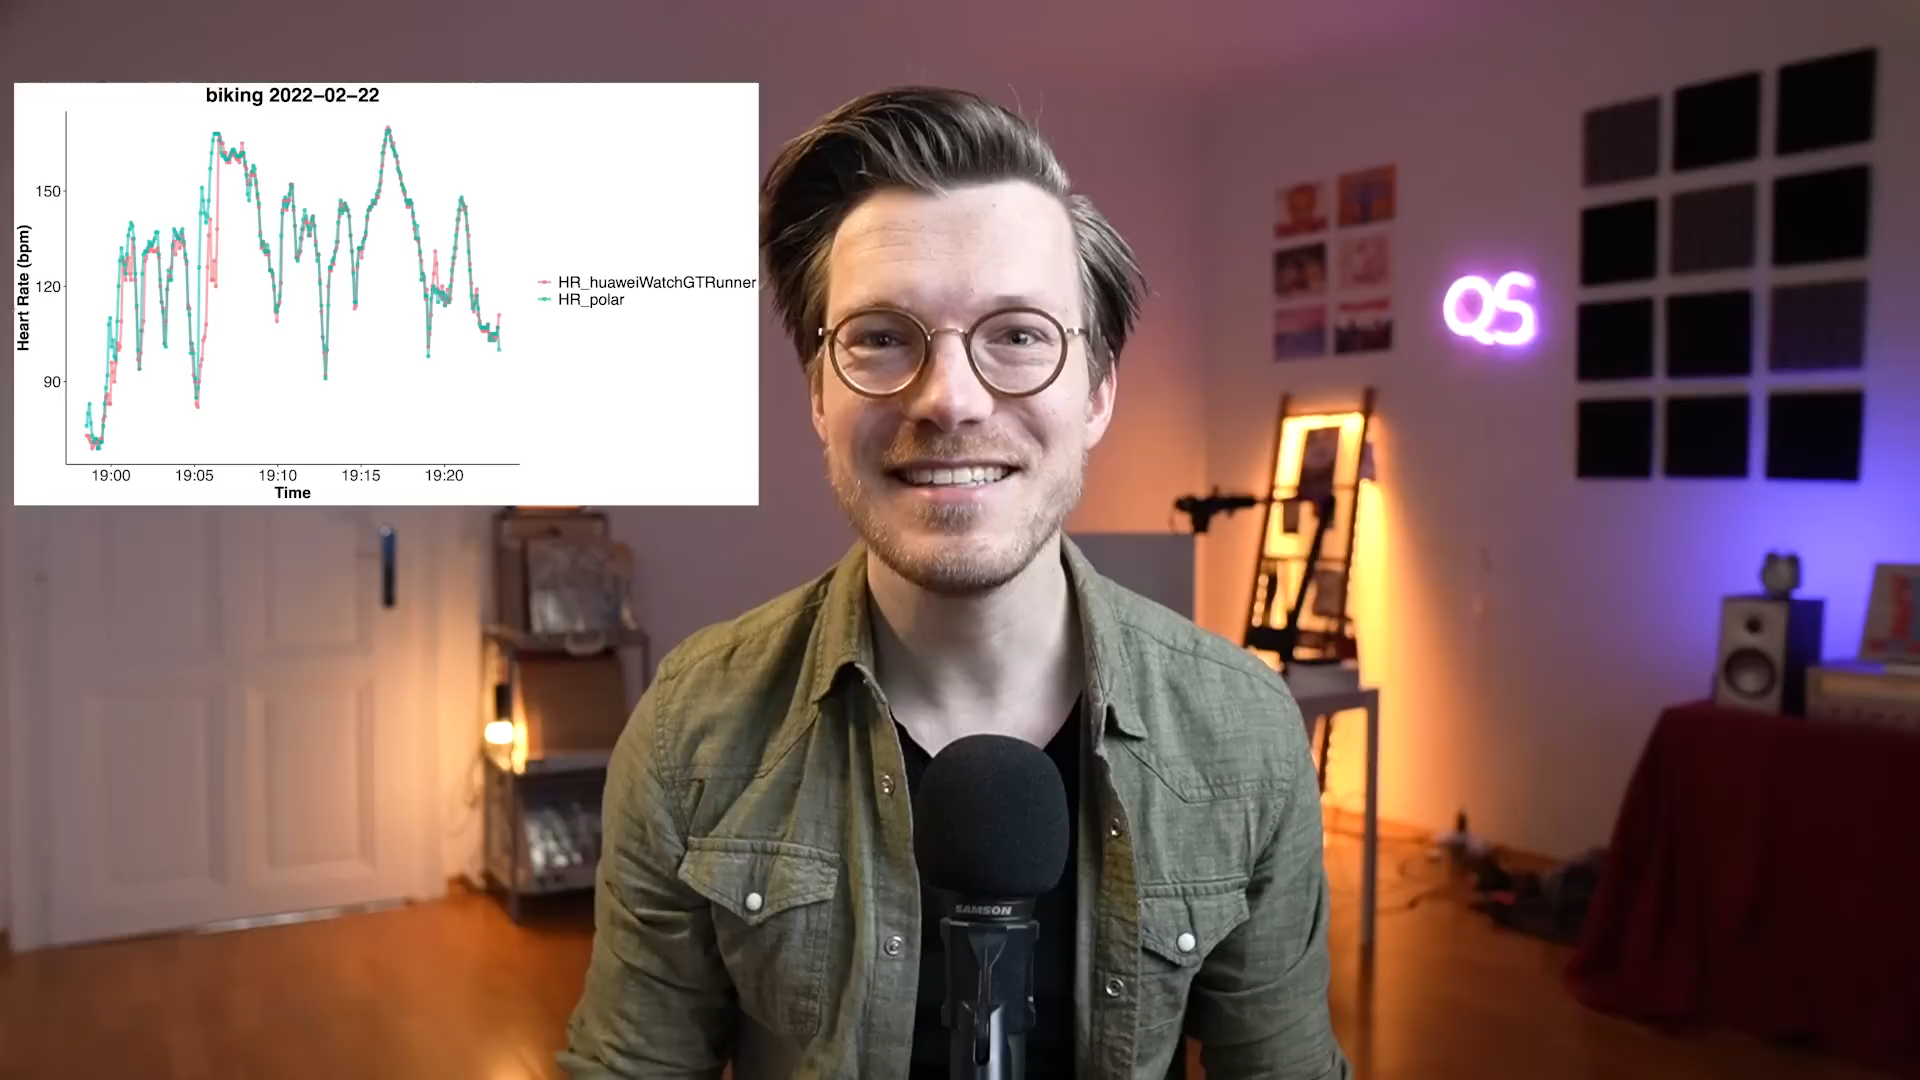 biking 2022–02–22
Heart Rate (bpm)
150
120
90
19:00 19:05 19:10 19:15 19:20
Time
HR_huaweiWatchGTRunner
HR_polar
QS
SAMSON